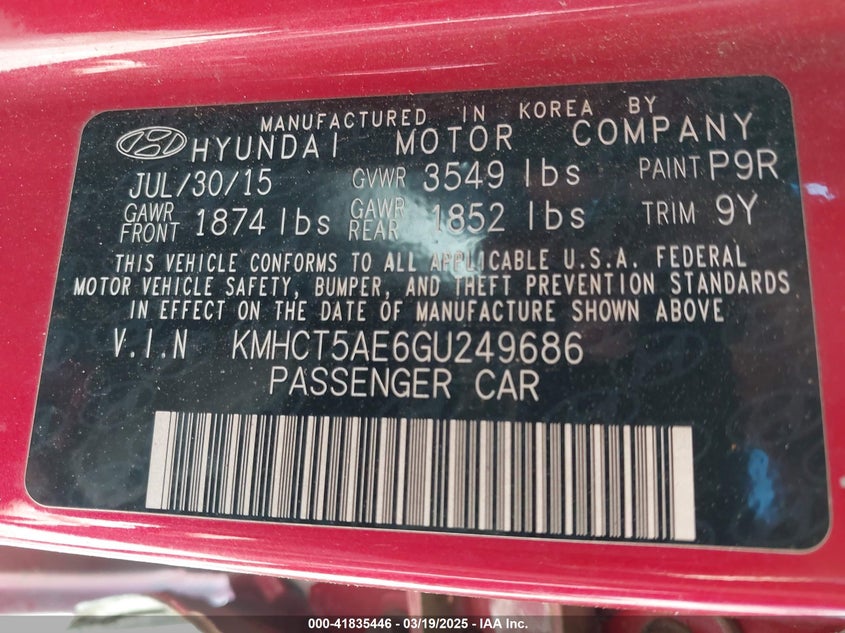 MANUFACTURED IN KOREA BY
HYUNDAI MOTOR COMPANY
JUL/30/15 GVWR 3549 lbs PAINT P9R
GAWR FRONT 1874 lbs GAWR REAR 1852 lbs TRIM 9Y
THIS VEHICLE CONFORMS TO ALL APPLICABLE U.S.A. FEDERAL
MOTOR VEHICLE SAFETY, BUMPER, AND THEFT PREVENTION STANDARDS
IN EFFECT ON THE DATE OF MANUFACTURE SHOWN ABOVE
V.I.N KMHCT5AE6GU249686
PASSENGER CAR
000-41835446 - 03/19/2025 - IAA Inc.